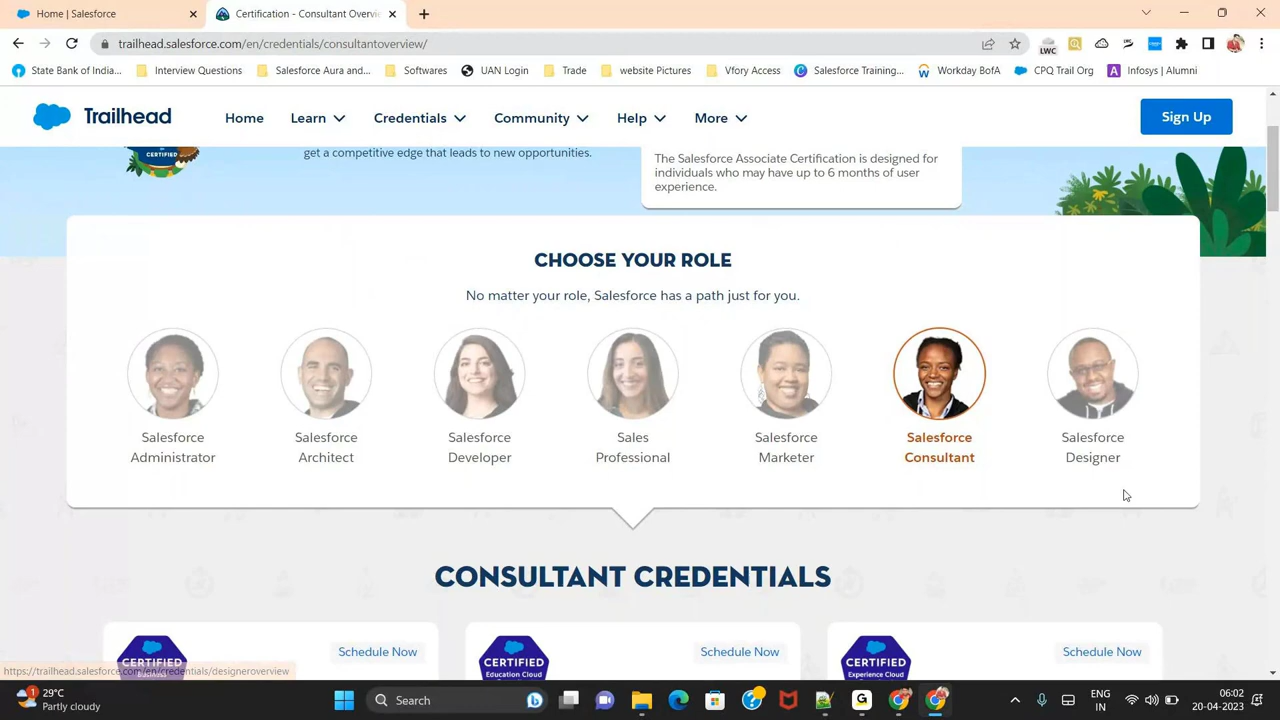 Home | Salesforce
Certification - Consultant Overvi
trailhead.salesforce.com/en/credentials/consultantoverview/
LWC
State Bank of India...
Interview Questions
Salesforce Aura and...
Softwares
UAN Login
Trade
website Pictures
Vfory Access
Salesforce Training...
Workday BofA
CPQ Trail Org
Infosys | Alumni
Trailhead
Home
Learn
Credentials
Community
Help
More
Sign Up
CERTIFIED
get a competitive edge that leads to new opportunities.
The Salesforce Associate Certification is designed for
individuals who may have up to 6 months of user
experience.
CHOOSE YOUR ROLE
No matter your role, Salesforce has a path just for you.
Salesforce
Administrator
Salesforce
Architect
Salesforce
Developer
Sales
Professional
Salesforce
Marketer
Salesforce
Consultant
Salesforce
Designer
CONSULTANT CREDENTIALS
CERTIFIED
Schedule Now
CERTIFIED
Education Cloud
Schedule Now
CERTIFIED
Experience Cloud
Schedule Now
https://trailhead.salesforce.com/en/credentials/designeroverview
1
29°C
Partly cloudy
Search
ENG
IN
06:02
20-04-2023